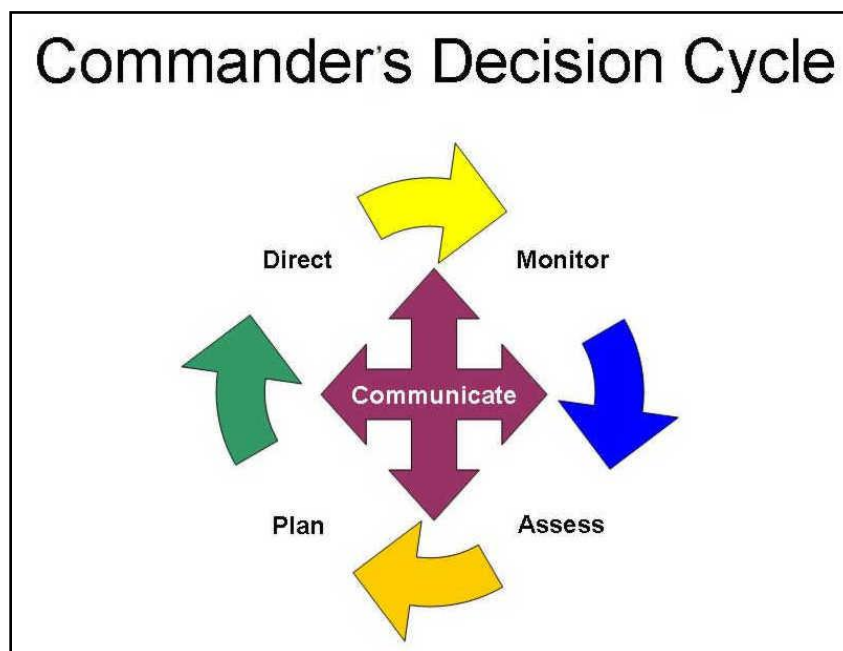 Commander's Decision Cycle
Direct
Monitor
Communicate
Plan
Assess